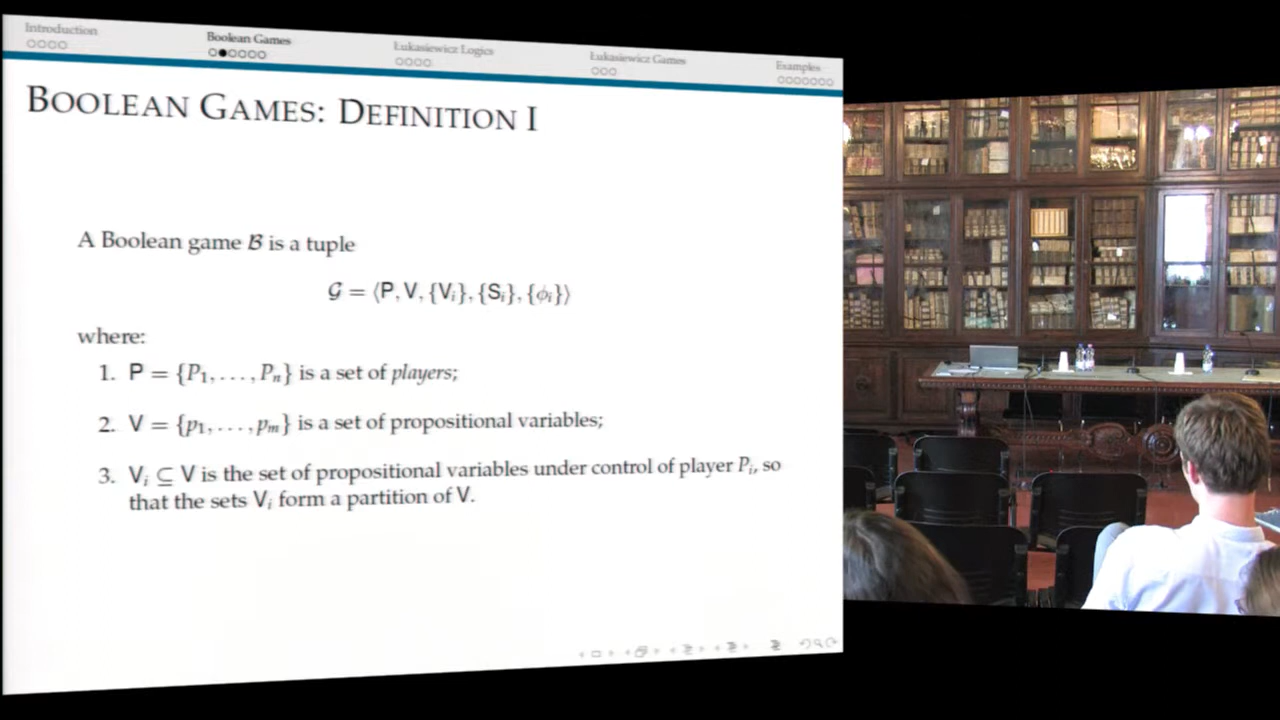 Introduction
Boolean Games
Łukasiewicz Logics
Łukasiewicz Games
Examples
BOOLEAN GAMES: DEFINITION I
A Boolean game B is a tuple
G = ⟨P, V, {Vᵢ}, {Sᵢ}, {ϕᵢ}⟩
where:
1. P = {P₁, . . . , Pₙ} is a set of players;
2. V = {p₁, . . . , pₘ} is a set of propositional variables;
3. Vᵢ ⊆ V is the set of propositional variables under control of player Pᵢ, so
that the sets Vᵢ form a partition of V.